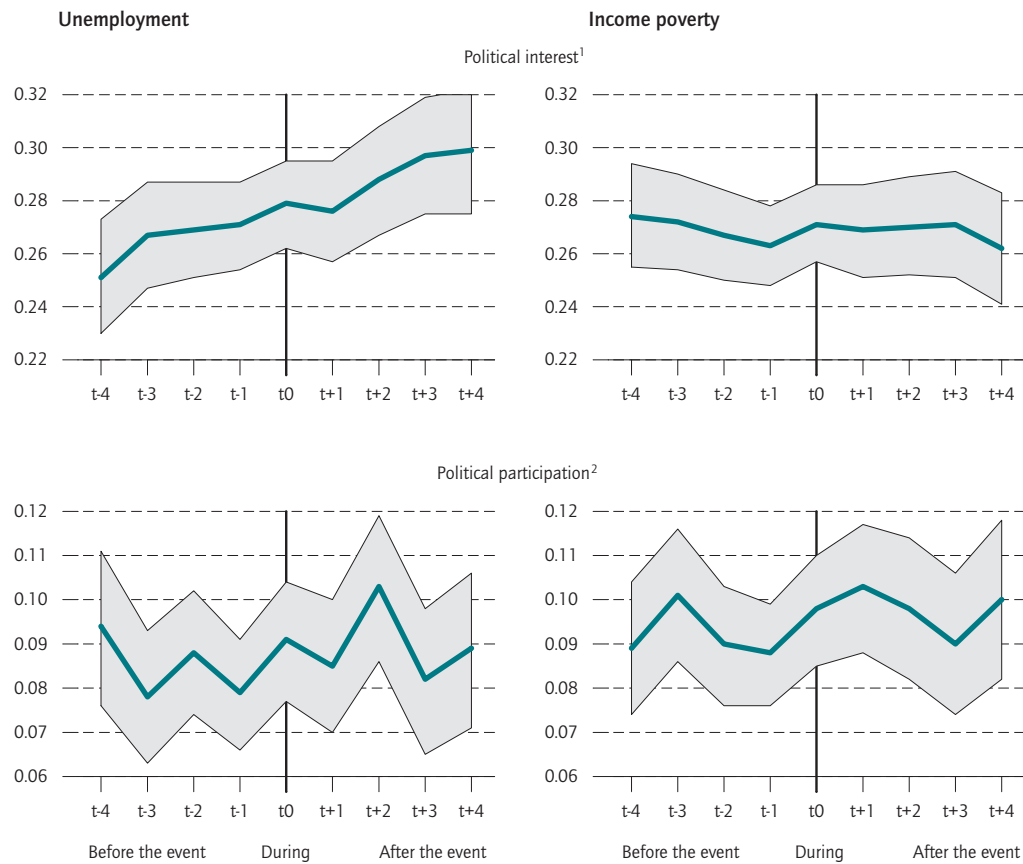 Unemployment
Income poverty
Political interest1
0.32
0.30
0.28
0.26
0.24
0.22
t-4 t-3 t-2 t-1 t0 t+1 t+2 t+3 t+4
0.32
0.30
0.28
0.26
0.24
0.22
t-4 t-3 t-2 t-1 t0 t+1 t+2 t+3 t+4
Political participation2
0.12
0.11
0.10
0.09
0.08
0.07
0.06
t-4 t-3 t-2 t-1 t0 t+1 t+2 t+3 t+4
Before the event During After the event
0.12
0.11
0.10
0.09
0.08
0.07
0.06
t-4 t-3 t-2 t-1 t0 t+1 t+2 t+3 t+4
Before the event During After the event